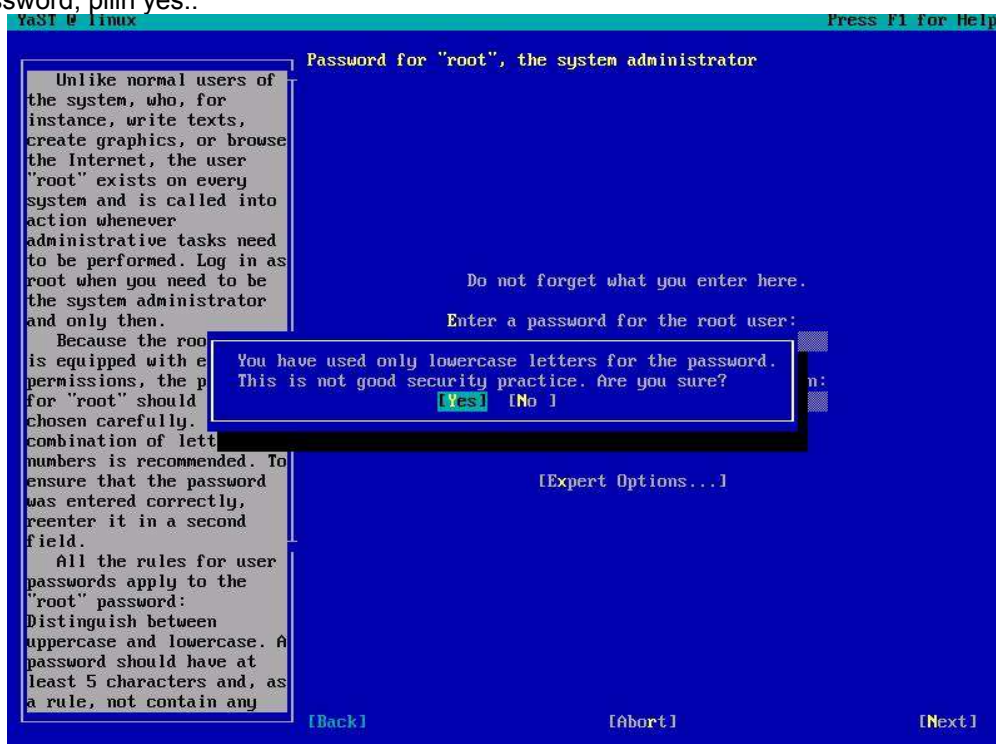 ssword, pilih yes..
YaST @ linux Press F1 for Help
Password for "root", the system administrator
Unlike normal users of
the system, who, for
instance, write texts,
create graphics, or browse
the Internet, the user
"root" exists on every
system and is called into
action whenever
administrative tasks need
to be performed. Log in as
root when you need to be
the system administrator
and only then.
Because the roo
is equipped with e
permissions, the p
for "root" should
chosen carefully.
combination of lett
numbers is recommended. To
ensure that the password
was entered correctly,
reenter it in a second
field.
All the rules for user
passwords apply to the
"root" password:
Distinguish between
uppercase and lowercase. A
password should have at
least 5 characters and, as
a rule, not contain any
Do not forget what you enter here.
Enter a password for the root user:
n:
You have used only lowercase letters for the password.
This is not good security practice. Are you sure?
[Yes] [No ]
[Expert Options...]
[Back] [Abort] [Next]